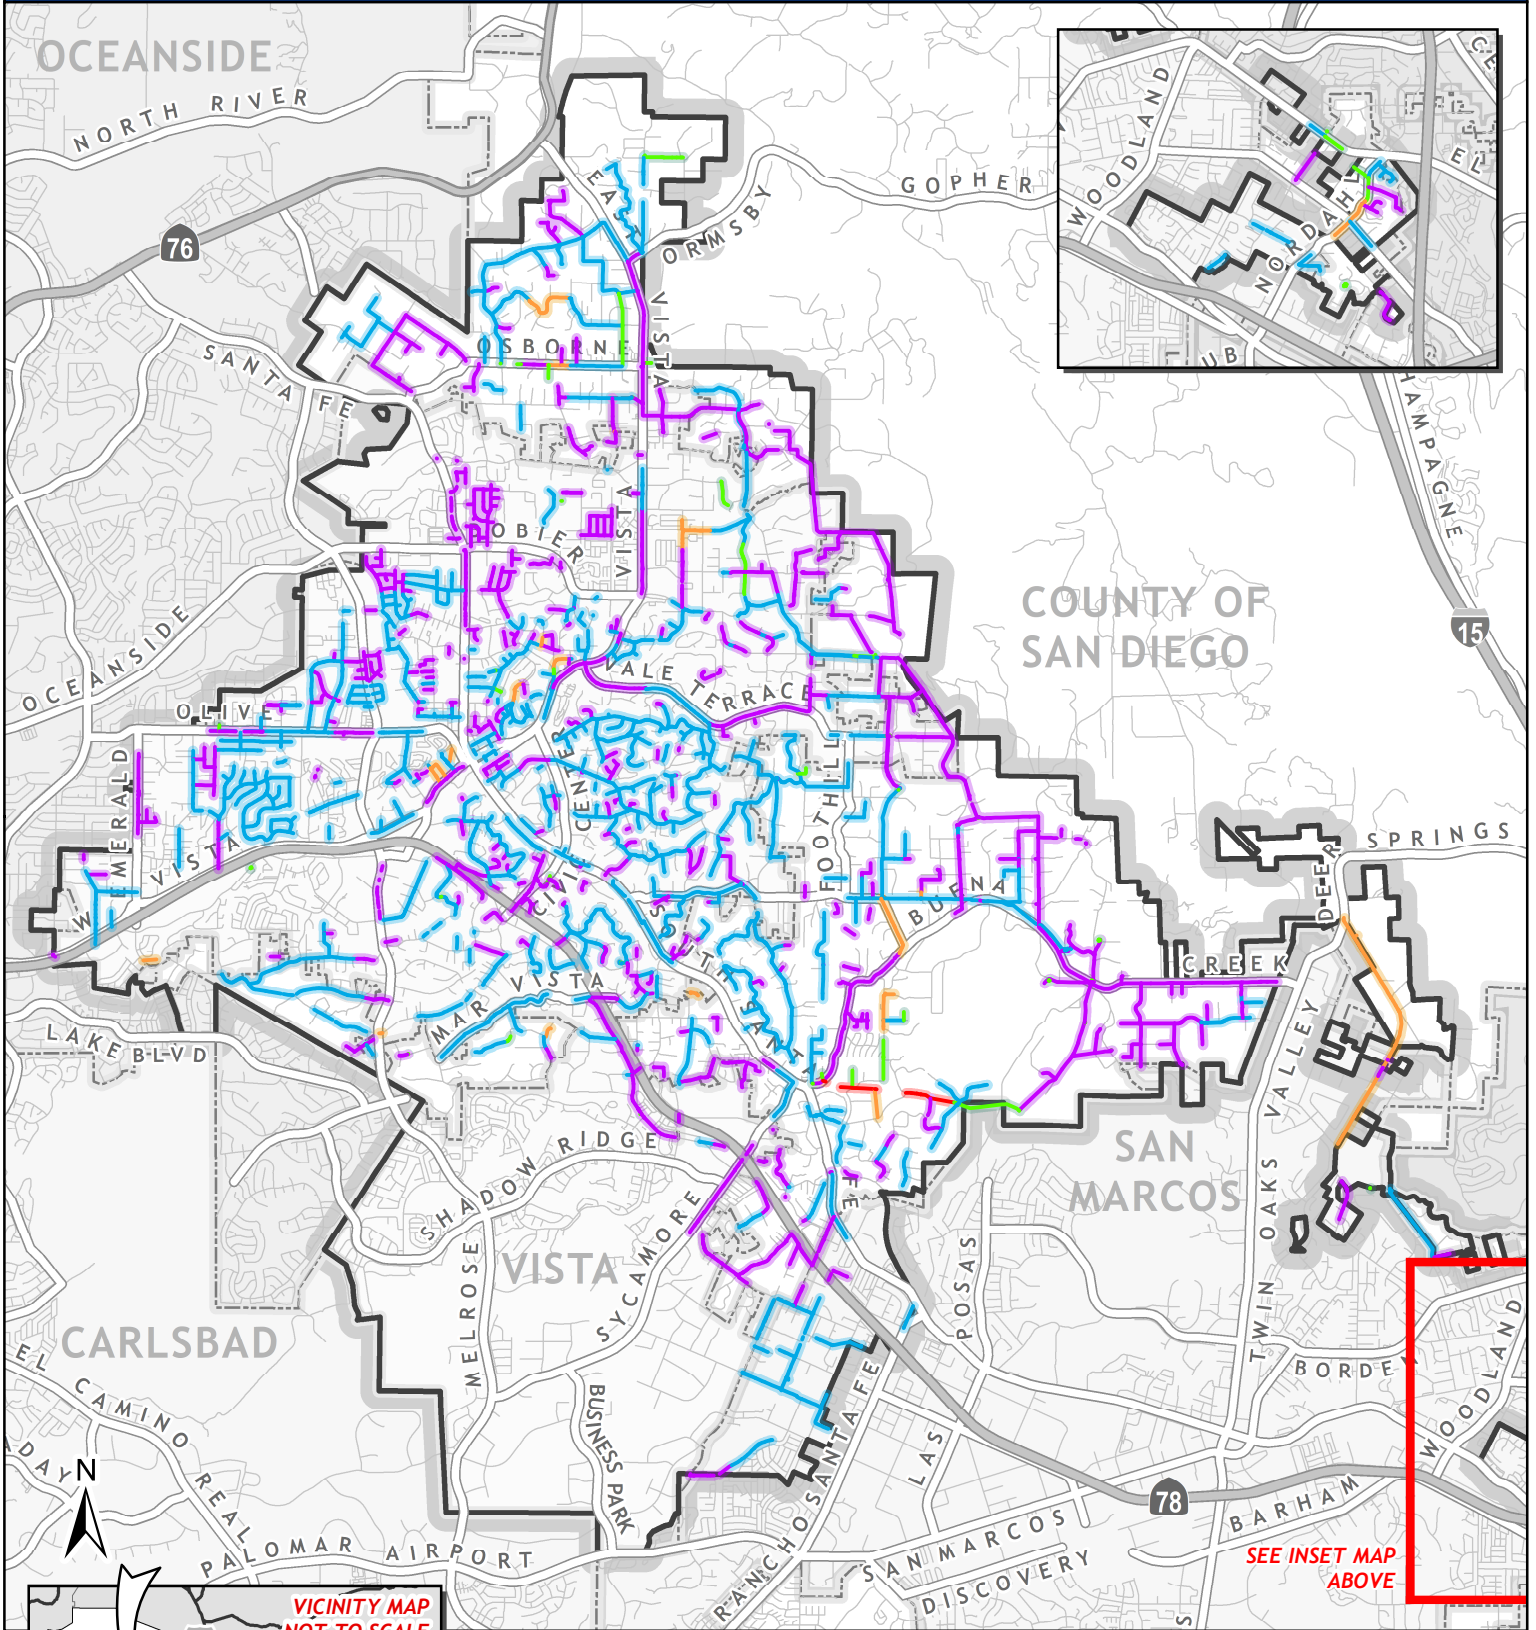 OCEANSIDE
NORTH RIVER
76
EAST
ORMSBY
GOPHER
WOODLAND
NORDAHL
EL
SANTA FE
OSBORNE
VISTA
CHAMPAGNE
OBIER
VISTA
COUNTY OF
SAN DIEGO
15
OCEANSIDE
OLIVE
VALE TERRACE
EMERALD
W VISTA
CIVIC CENTER
FOOTHILL
BUENA
DEER SPRINGS
CREEK
SOUTH SANTA FE
MAR VISTA
LAKE BLVD
TWIN OAKS VALLEY
SAN
MARCOS
SHADOW RIDGE
SYCAMORE
MELROSE
VISTA
CARLSBAD
POSAS
LAS
BORDEN
WOODLAND
EL CAMINO REAL
BUSINESS PARK
RANCHO SANTA FE
78
BARHAM
SAN MARCOS
DISCOVERY
PALOMAR AIRPORT
N
SEE INSET MAP
ABOVE
VICINITY MAP
NOT TO SCALE